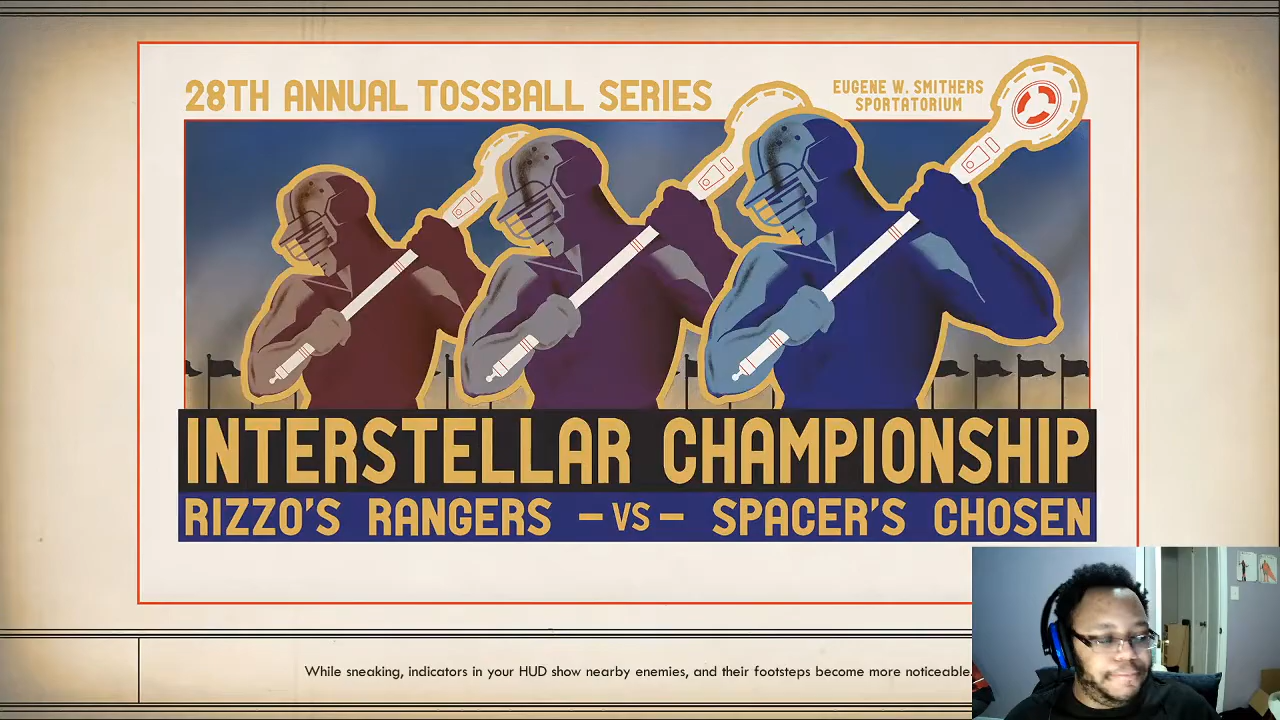 28TH ANNUAL TOSSBALL SERIES
EUGENE W. SMITHERS
SPORTATORIUM
INTERSTELLAR CHAMPIONSHIP
RIZZO'S RANGERS – VS – SPACER'S CHOSEN
While sneaking, indicators in your HUD show nearby enemies, and their footsteps become more noticeable.